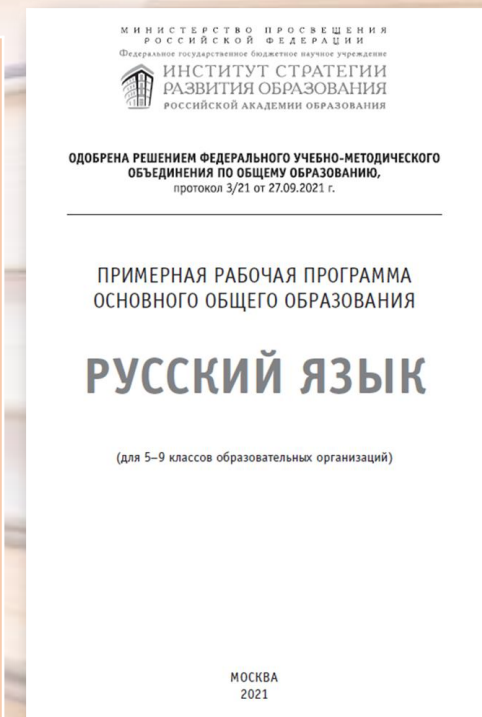 МИНИСТЕРСТВО ПРОСВЕЩЕНИЯ
РОССИЙСКОЙ ФЕДЕРАЦИИ
Федеральное государственное бюджетное научное учреждение
ИНСТИТУТ СТРАТЕГИИ
РАЗВИТИЯ ОБРАЗОВАНИЯ
РОССИЙСКОЙ АКАДЕМИИ ОБРАЗОВАНИЯ
ОДОБРЕНА РЕШЕНИЕМ ФЕДЕРАЛЬНОГО УЧЕБНО-МЕТОДИЧЕСКОГО
ОБЪЕДИНЕНИЯ ПО ОБЩЕМУ ОБРАЗОВАНИЮ,
протокол 3/21 от 27.09.2021 г.
ПРИМЕРНАЯ РАБОЧАЯ ПРОГРАММА
ОСНОВНОГО ОБЩЕГО ОБРАЗОВАНИЯ
РУССКИЙ ЯЗЫК
(для 5–9 классов образовательных организаций)
МОСКВА
2021